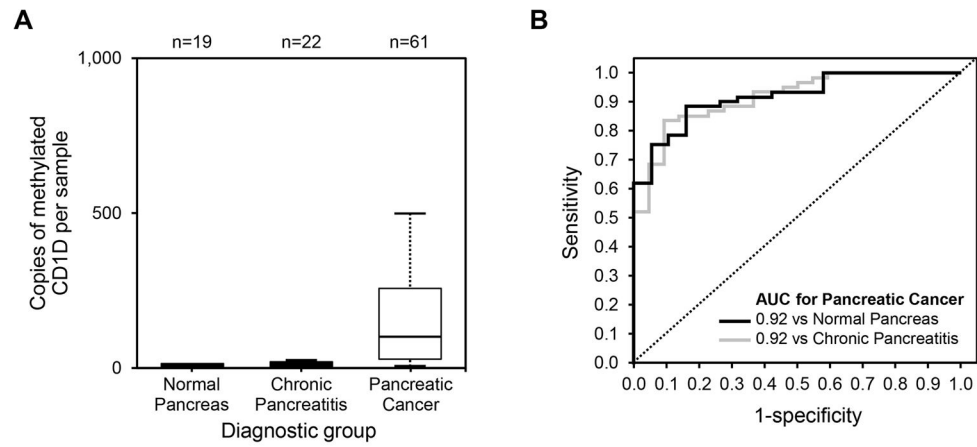 A
n=19 n=22 n=61
1,000
500
0
Copies of methylated
CD1D per sample
Normal
Pancreas
Chronic
Pancreatitis
Pancreatic
Cancer
Diagnostic group
B
1.0
0.9
0.8
0.7
0.6
0.5
0.4
0.3
0.2
0.1
0.0
Sensitivity
AUC for Pancreatic Cancer
0.92 vs Normal Pancreas
0.92 vs Chronic Pancreatitis
0.0 0.1 0.2 0.3 0.4 0.5 0.6 0.7 0.8 0.9 1.0
1-specificity